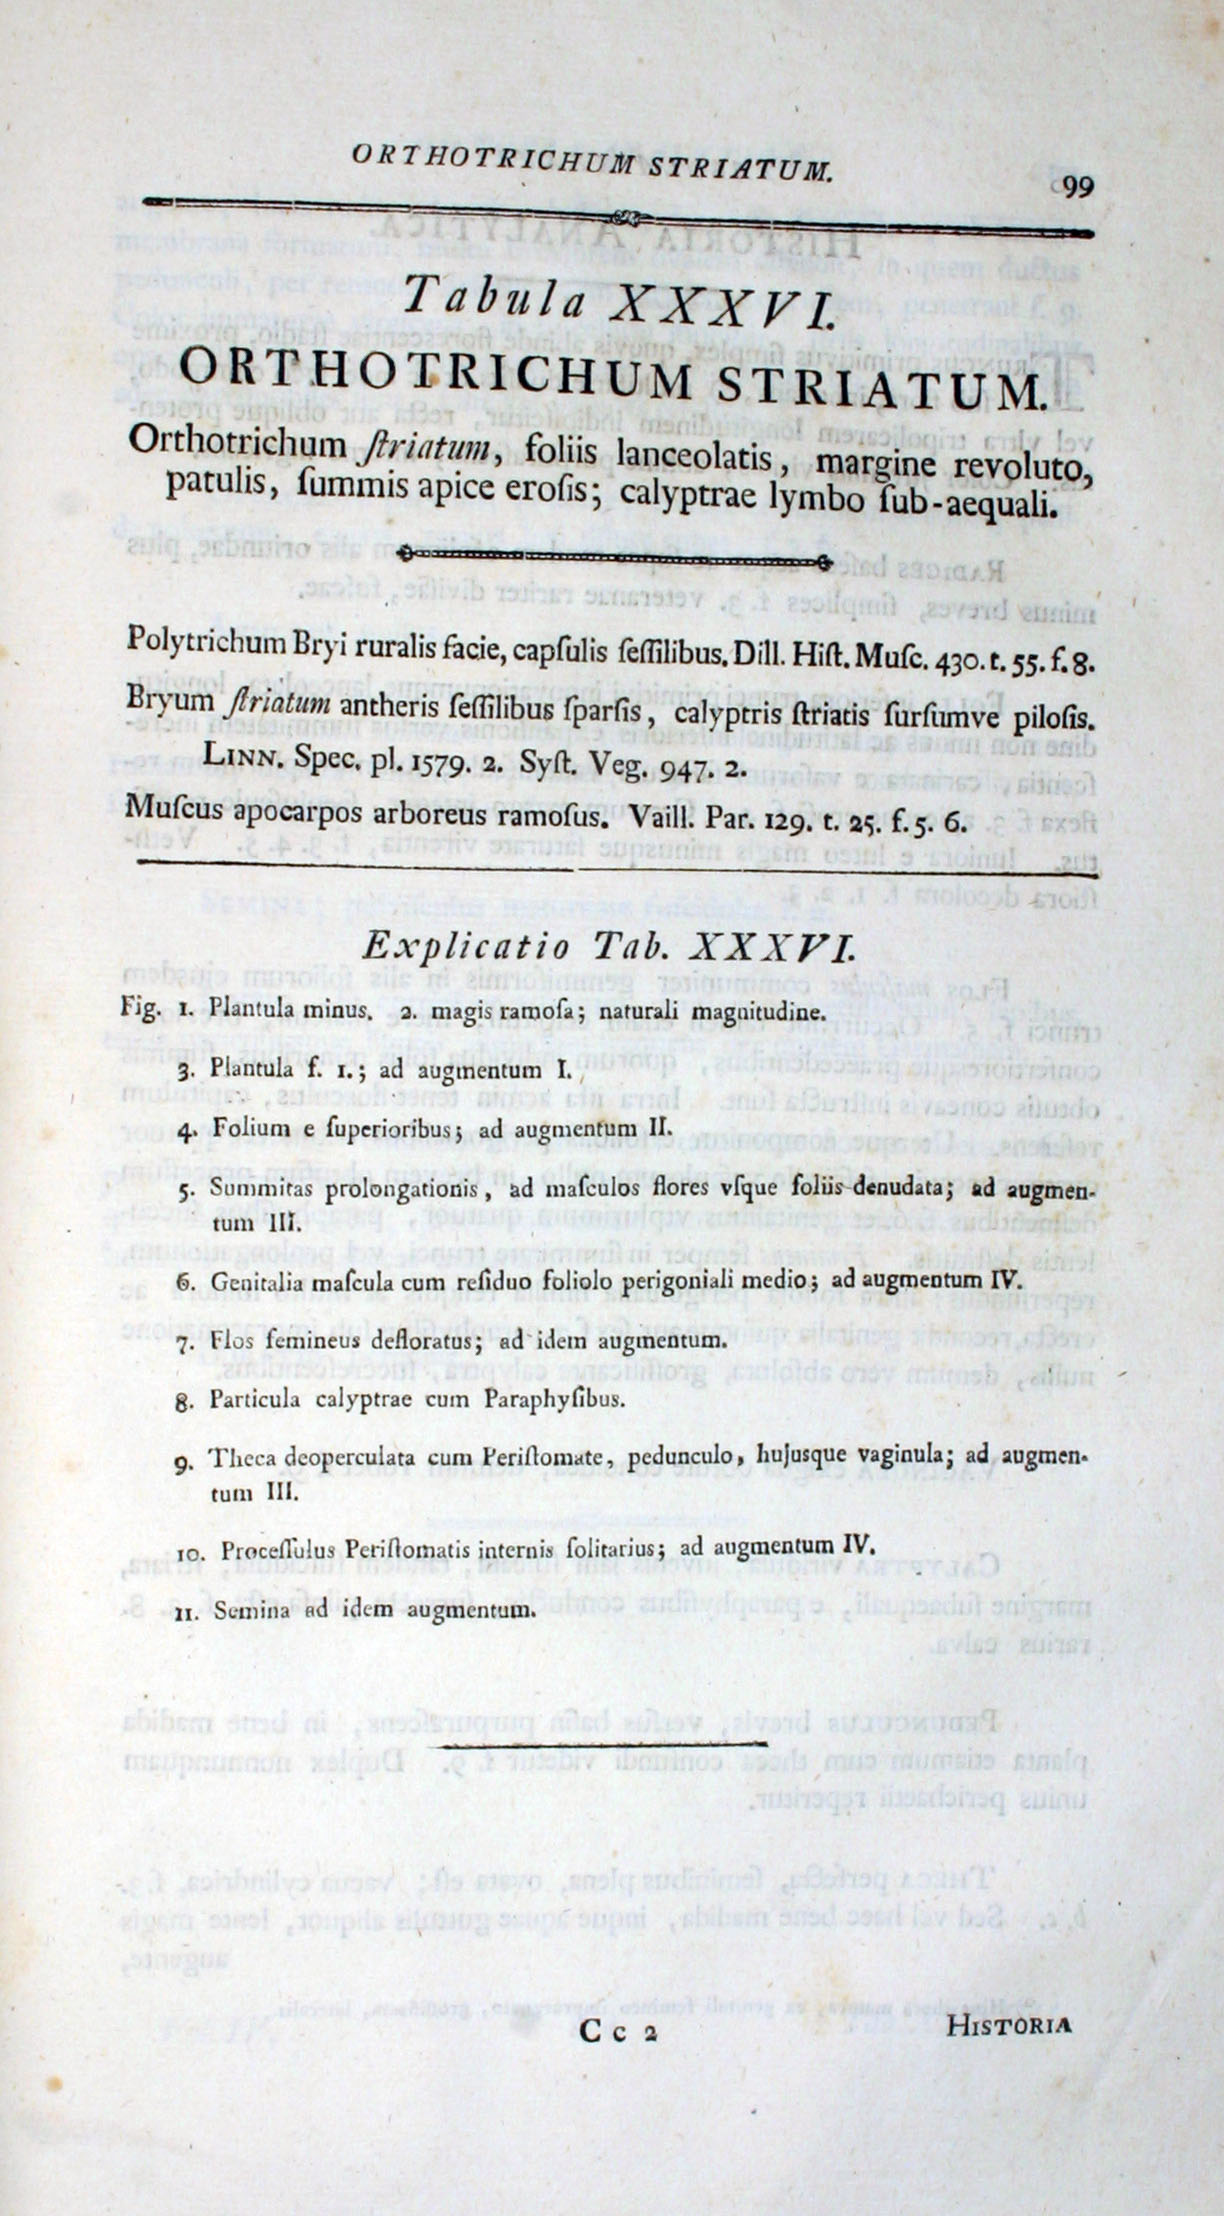 ORTHOTRICHUM STRIATUM.
99
Tabula XXXVI.
ORTHOTRICHUM STRIATUM.
Orthotrichum ſtriatum, foliis lanceolatis, margine revoluto,
patulis, ſummis apice eroſis; calyptrae lymbo ſub-aequali.
Polytrichum Bryi ruralis facie, capſulis ſeſſilibus. Dill. Hiſt. Muſc. 430. t. 55. f. 8.
Bryum ſtriatum antheris ſeſſilibus ſparſis, calyptris ſtriatis ſurſumve piloſis.
LINN. Spec. pl. 1579. 2. Syſt. Veg. 947. 2.
Muſcus apocarpos arboreus ramoſus. Vaill. Par. 129. t. 25. f. 5. 6.
Explicatio Tab. XXXVI.
Fig. 1. Plantula minus. 2. magis ramoſa; naturali magnitudine.
3. Plantula f. 1.; ad augmentum I.
4. Folium e ſuperioribus; ad augmentum II.
5. Summitas prolongationis, ad maſculos flores vſque foliis denudata; ad augmen-
tum III.
6. Genitalia maſcula cum reſiduo foliolo perigoniali medio; ad augmentum IV.
7. Flos femineus defloratus; ad idem augmentum.
8. Particula calyptrae cum Paraphyſibus.
9. Theca deoperculata cum Periſtomate, pedunculo, hujusque vaginula; ad augmen-
tum III.
10. Proceſſulus Periſtomatis internis ſolitarius; ad augmentum IV.
11. Semina ad idem augmentum.
Cc 2
HISTORIA